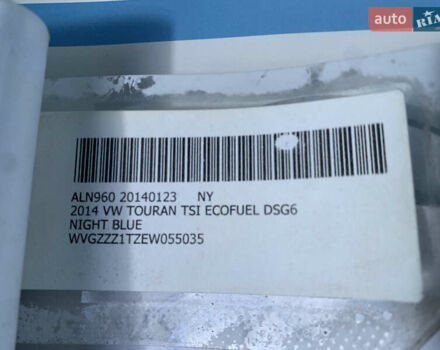 auto RIA
ALN960 20140123 NY
2014 VW TOURAN TSI ECOFUEL DSG6
NIGHT BLUE
WVGZZZ1TZEW055035